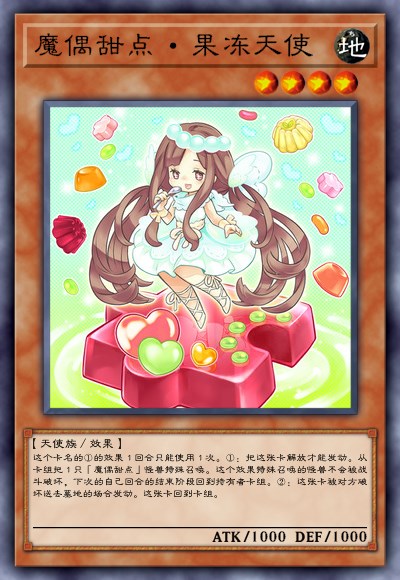 魔偶甜点·果冻天使
地
【天使族/效果】
这个卡名的①的效果1回合只能使用1次。①：把这张卡解放才能发动。从
卡组把1只「魔偶甜点」怪兽特殊召唤。这个效果特殊召唤的怪兽不会被战
斗破坏，下次的自己回合的结束阶段回到持有者卡组。②：这张卡被对方破
坏送去墓地的场合发动。这张卡回到卡组。
ATK/1000 DEF/1000